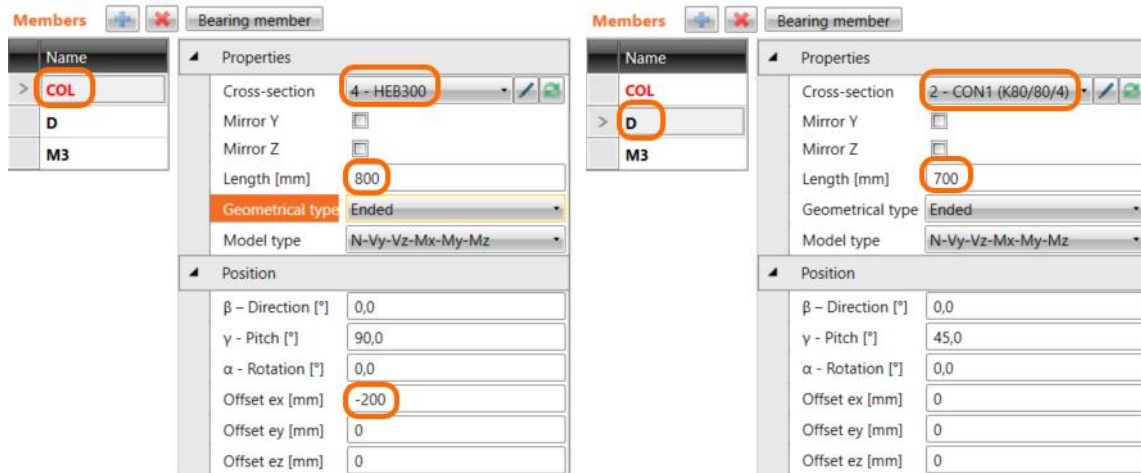 Members Bearing member
Name
COL
D
M3
Properties
Cross-section 4 - HEB300
Mirror Y
Mirror Z
Length [mm] 800
Geometrical type Ended
Model type N-Vy-Vz-Mx-My-Mz
Position
β – Direction [°] 0,0
γ - Pitch [°] 90,0
α - Rotation [°] 0,0
Offset ex [mm] -200
Offset ey [mm] 0
Offset ez [mm] 0
Members Bearing member
Name
COL
D
M3
Properties
Cross-section 2 - CON1 (K80/80/4)
Mirror Y
Mirror Z
Length [mm] 700
Geometrical type Ended
Model type N-Vy-Vz-Mx-My-Mz
Position
β – Direction [°] 0,0
γ - Pitch [°] 45,0
α - Rotation [°] 0,0
Offset ex [mm] 0
Offset ey [mm] 0
Offset ez [mm] 0